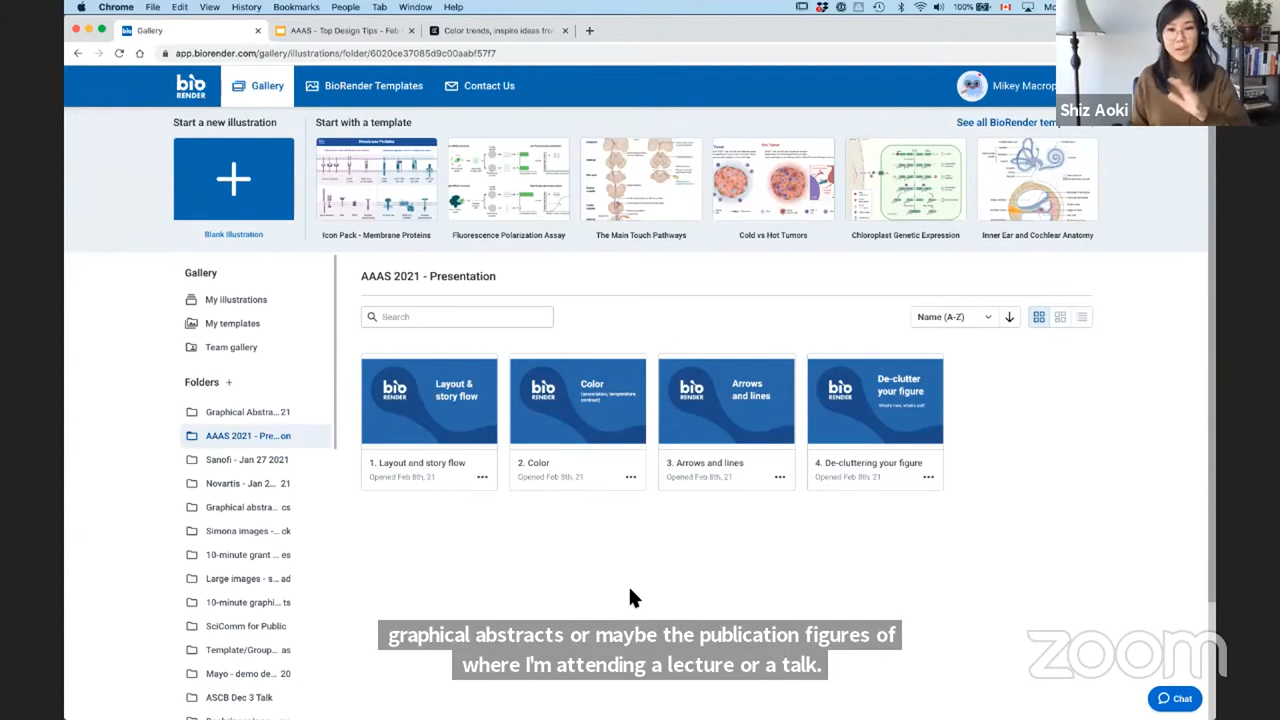 Chrome File Edit View History Bookmarks People Tab Window Help 100%
Gallery
AAAS - Top Design Tips - Fab
Color trends, inspire ideas from
app.biorender.com/gallery/illustrations/folder/6020ce37085d9c00aabf57f7
bio
RENDER
Gallery
BioRender Templates
Contact Us
Mikey Macrop
Shiz Aoki
Start a new illustration
Start with a template
See all BioRender
Blank Illustration
Icon Pack - Membrane Proteins
Fluorescence Polarization Assay
The Main Touch Pathways
Cold vs Hot Tumors
Chloroplast Genetic Expression
Inner Ear and Cochlear Anatomy
Gallery
My illustrations
My templates
Team gallery
Folders +
Graphical Abstra... 21
AAAS 2021 - Pre...on
Sanofi - Jan 27 2021
Novartis - Jan 2... 21
Graphical abstra... cs
Simona images -... ck
10-minute grant ... es
Large images - s... ad
10-minute graphi... ts
SciComm for Public
Template/Group... as
Mayo - demo de... 20
ASCB Dec 3 Talk
AAAS 2021 - Presentation
Search
Name (A-Z)
bio
RENDER
Layout &
story flow
1. Layout and story flow
Opened Feb 8th, 21
bio
RENDER
Color
2. Color
Opened Feb 8th, 21
bio
RENDER
Arrows
and lines
3. Arrows and lines
Opened Feb 8th, 21
bio
RENDER
De-clutter
your figure
4. De-cluttering your figure
Opened Feb 8th, 21
graphical abstracts or maybe the publication figures of
where I'm attending a lecture or a talk.
zoom
Chat